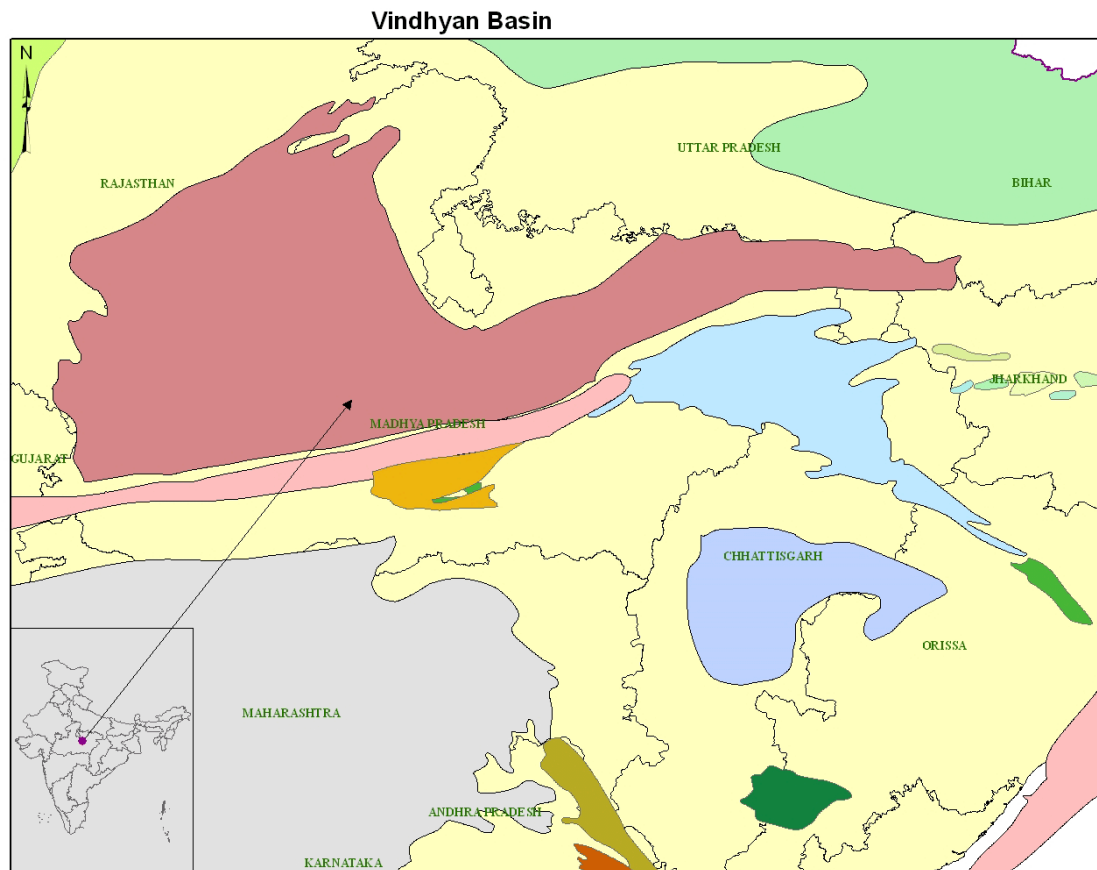 Vindhyan Basin
N
UTTAR PRADESH
RAJASTHAN
BIHAR
JHARKHAND
MADHYA PRADESH
GUJARAT
CHHATTISGARH
ORISSA
MAHARASHTRA
ANDHRA PRADESH
KARNATAKA